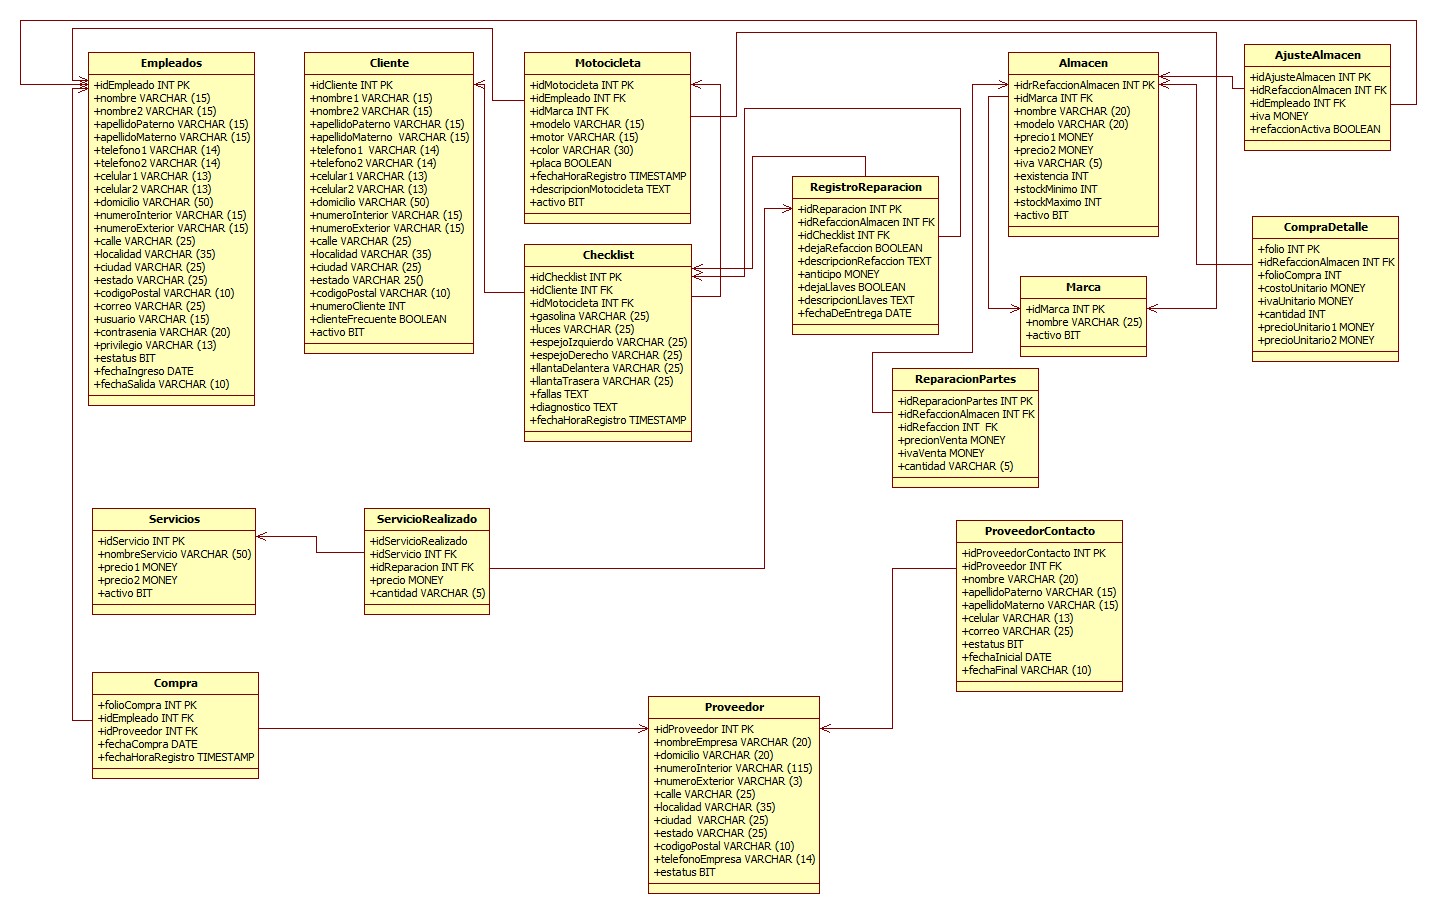 Empleados
+idEmpleado INT PK
+nombre VARCHAR (15)
+nombre2 VARCHAR (15)
+apellidoPaterno VARCHAR (15)
+apellidoMaterno VARCHAR (15)
+telefono1 VARCHAR (14)
+telefono2 VARCHAR (14)
+celular1 VARCHAR (13)
+celular2 VARCHAR (13)
+domicilio VARCHAR (50)
+numeroInterior VARCHAR (15)
+numeroExterior VARCHAR (15)
+calle VARCHAR (25)
+localidad VARCHAR (35)
+ciudad VARCHAR (25)
+estado VARCHAR (25)
+codigoPostal VARCHAR (10)
+correo VARCHAR (25)
+usuario VARCHAR (15)
+contrasenia VARCHAR (20)
+privilegio VARCHAR (13)
+estatus BIT
+fechaIngreso DATE
+fechaSalida VARCHAR (10)
Cliente
+idCliente INT PK
+nombre1 VARCHAR (15)
+nombre2 VARCHAR (15)
+apellidoPaterno VARCHAR (15)
+apellidoMaterno  VARCHAR (15)
+telefono1  VARCHAR (14)
+telefono2 VARCHAR (14)
+celular1 VARCHAR (13)
+celular2 VARCHAR (13)
+domicilio VARCHAR (50)
+numeroInterior VARCHAR (15)
+numeroExterior VARCHAR (15)
+calle VARCHAR (25)
+localidad VARCHAR (35)
+ciudad VARCHAR (25)
+estado VARCHAR 25()
+codigoPostal VARCHAR (10)
+numeroCliente INT
+clienteFrecuente BOOLEAN
+activo BIT
Motocicleta
+idMotocicleta INT PK
+idEmpleado INT FK
+idMarca INT FK
+modelo VARCHAR (15)
+motor VARCHAR (15)
+color VARCHAR (30)
+placa BOOLEAN
+fechaHoraRegistro TIMESTAMP
+descripcionMotocicleta TEXT
+activo BIT
Checklist
+idChecklist INT PK
+idCliente INT FK
+idMotocicleta INT FK
+gasolina VARCHAR (25)
+luces VARCHAR (25)
+espejoIzquierdo VARCHAR (25)
+espejoDerecho VARCHAR (25)
+llantaDelantera VARCHAR (25)
+llantaTrasera VARCHAR (25)
+fallas TEXT
+diagnostico TEXT
+fechaHoraRegistro TIMESTAMP
RegistroReparacion
+idReparacion INT PK
+idRefaccionAlmacen INT FK
+idChecklist INT FK
+dejaRefaccion BOOLEAN
+descripcionRefaccion TEXT
+anticipo MONEY
+dejaLlaves BOOLEAN
+descripcionLlaves TEXT
+fechaDeEntrega DATE
Almacen
+idrRefaccionAlmacen INT PK
+idMarca INT FK
+nombre VARCHAR (20)
+modelo VARCHAR (20)
+precio1 MONEY
+precio2 MONEY
+iva VARCHAR (5)
+existencia INT
+stockMinimo INT
+stockMaximo INT
+activo BIT
AjusteAlmacen
+idAjusteAlmacen INT PK
+idRefaccionAlmacen INT FK
+idEmpleado INT FK
+iva MONEY
+refaccionActiva BOOLEAN
CompraDetalle
+folio INT PK
+idRefaccionAlmacen INT FK
+folioCompra INT
+costoUnitario MONEY
+ivaUnitario MONEY
+cantidad INT
+precioUnitario1 MONEY
+precioUnitario2 MONEY
Marca
+idMarca INT PK
+nombre VARCHAR (25)
+activo BIT
ReparacionPartes
+idReparacionPartes INT PK
+idRefaccionAlmacen INT FK
+idRefaccion INT  FK
+precionVenta MONEY
+ivaVenta MONEY
+cantidad VARCHAR (5)
Servicios
+idServicio INT PK
+nombreServicio VARCHAR (50)
+precio1 MONEY
+precio2 MONEY
+activo BIT
ServicioRealizado
+idServicioRealizado
+idServicio INT FK
+idReparacion INT FK
+precio MONEY
+cantidad VARCHAR (5)
ProveedorContacto
+idProveedorContacto INT PK
+idProveedor INT FK
+nombre VARCHAR (20)
+apellidoPaterno VARCHAR (15)
+apellidoMaterno VARCHAR (15)
+celular VARCHAR (13)
+correo VARCHAR (25)
+estatus BIT
+fechaInicial DATE
+fechaFinal VARCHAR (10)
Compra
+folioCompra INT PK
+idEmpleado INT FK
+idProveedor INT FK
+fechaCompra DATE
+fechaHoraRegistro TIMESTAMP
Proveedor
+idProveedor INT PK
+nombreEmpresa VARCHAR (20)
+domicilio VARCHAR (20)
+numeroInterior VARCHAR (115)
+numeroExterior VARCHAR (3)
+calle VARCHAR (25)
+localidad VARCHAR (35)
+ciudad  VARCHAR (25)
+estado VARCHAR (25)
+codigoPostal VARCHAR (10)
+telefonoEmpresa VARCHAR (14)
+estatus BIT